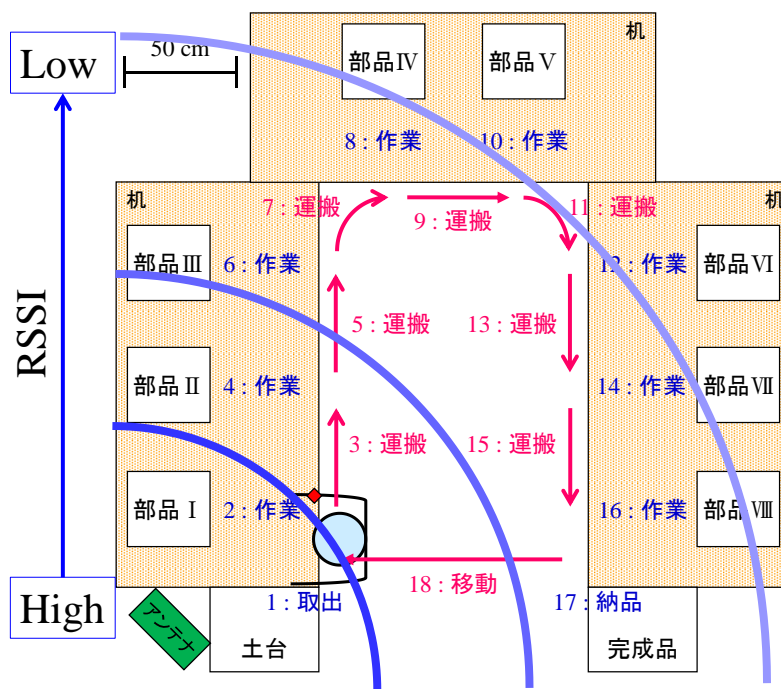 Low
50 cm
部品Ⅳ
部品Ⅴ
机
8 : 作業
10 : 作業
机
7 : 運搬
9 : 運搬
11 : 運搬
机
部品Ⅲ
6 : 作業
12 : 作業
部品Ⅵ
RSSI
5 : 運搬
13 : 運搬
部品Ⅱ
4 : 作業
14 : 作業
部品Ⅶ
3 : 運搬
15 : 運搬
部品Ⅰ
2 : 作業
16 : 作業
部品Ⅷ
18 : 移動
High
1 : 取出
17 : 納品
アンテナ
土台
完成品